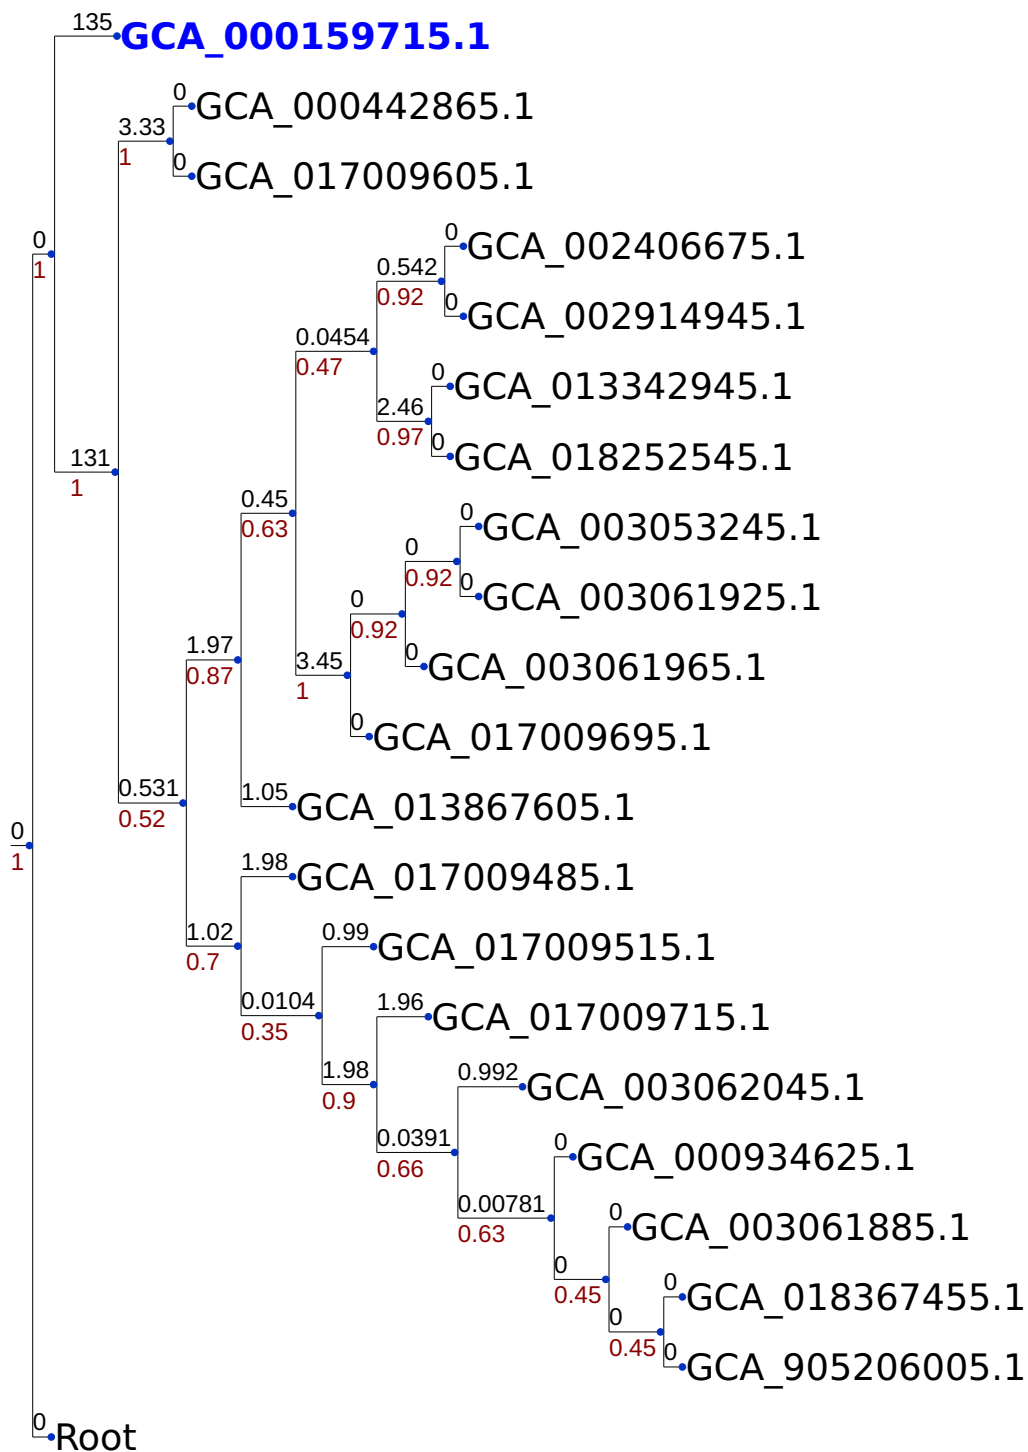 135 GCA_000159715.1
0 GCA_000442865.1
3.33
1
0 GCA_017009605.1
0
1
0 GCA_002406675.1
0.542
0.92
0 GCA_002914945.1
0.0454
0.47
0 GCA_013342945.1
2.46
0.97
0 GCA_018252545.1
131
1
0.45
0.63
0 GCA_003053245.1
0
0.92
0 GCA_003061925.1
0
0.92
0 GCA_003061965.1
3.45
1
1.97
0.87
0 GCA_017009695.1
0.531
0.52
1.05 GCA_013867605.1
0
1
1.98 GCA_017009485.1
1.02
0.7
0.99 GCA_017009515.1
0.0104
0.35
1.96 GCA_017009715.1
1.98
0.9
0.992 GCA_003062045.1
0.0391
0.66
0 GCA_000934625.1
0.00781
0.63
0 GCA_003061885.1
0
0.45
0 GCA_018367455.1
0
0.45
0 GCA_905206005.1
0 Root